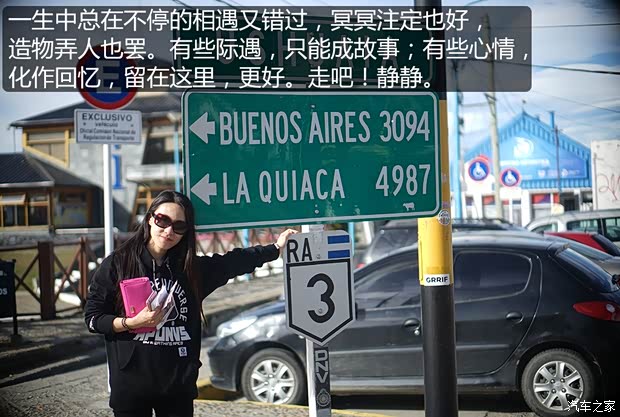 一生中总在不停的相遇又错过，冥冥注定也好，
造物弄人也罢。有些际遇，只能成故事；有些心情，
化作回忆，留在这里，更好。走吧！静静。
USHUAIA
EXCLUSIVO
BUENOS AIRES 3094
LA QUIACA 4987
RA
3
GRRIF
汽车之家